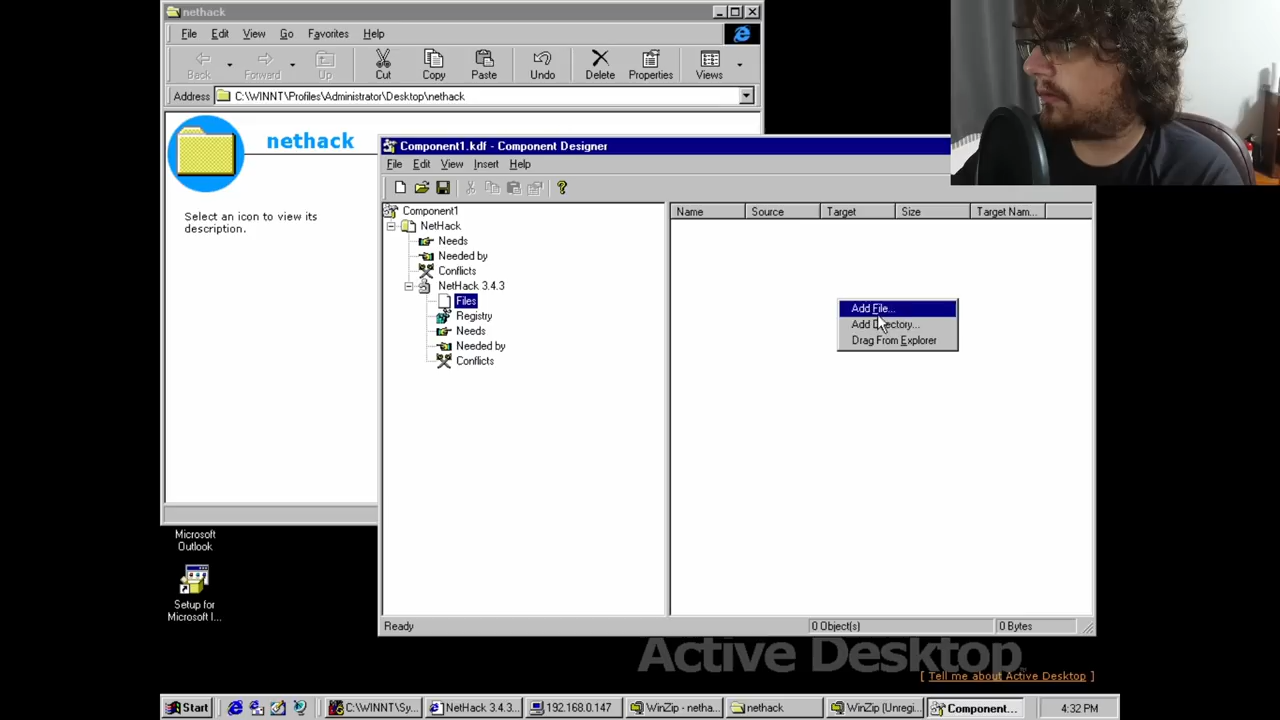 nethack
File Edit View Go Favorites Help
Back Forward Up Cut Copy Paste Undo Delete Properties Views
Address C:\WINNT\Profiles\Administrator\Desktop\nethack
nethack
Select an icon to view its
description.
Component1.kdf - Component Designer
File Edit View Insert Help
Component1
NetHack
Needs
Needed by
Conflicts
NetHack 3.4.3
Files
Registry
Needs
Needed by
Conflicts
Name Source Target Size Target Nam...
Add File...
Add Directory...
Drag From Explorer
Ready 0 Object(s) 0 Bytes
Microsoft
Outlook
Setup for
Microsoft I...
Active Desktop
[ Tell me about Active Desktop ]
Start C:\WINNT\Sy... NetHack 3.4.3... 192.168.0.147 WinZip - netha... nethack WinZip (Unregi... Componen... 4:32 PM